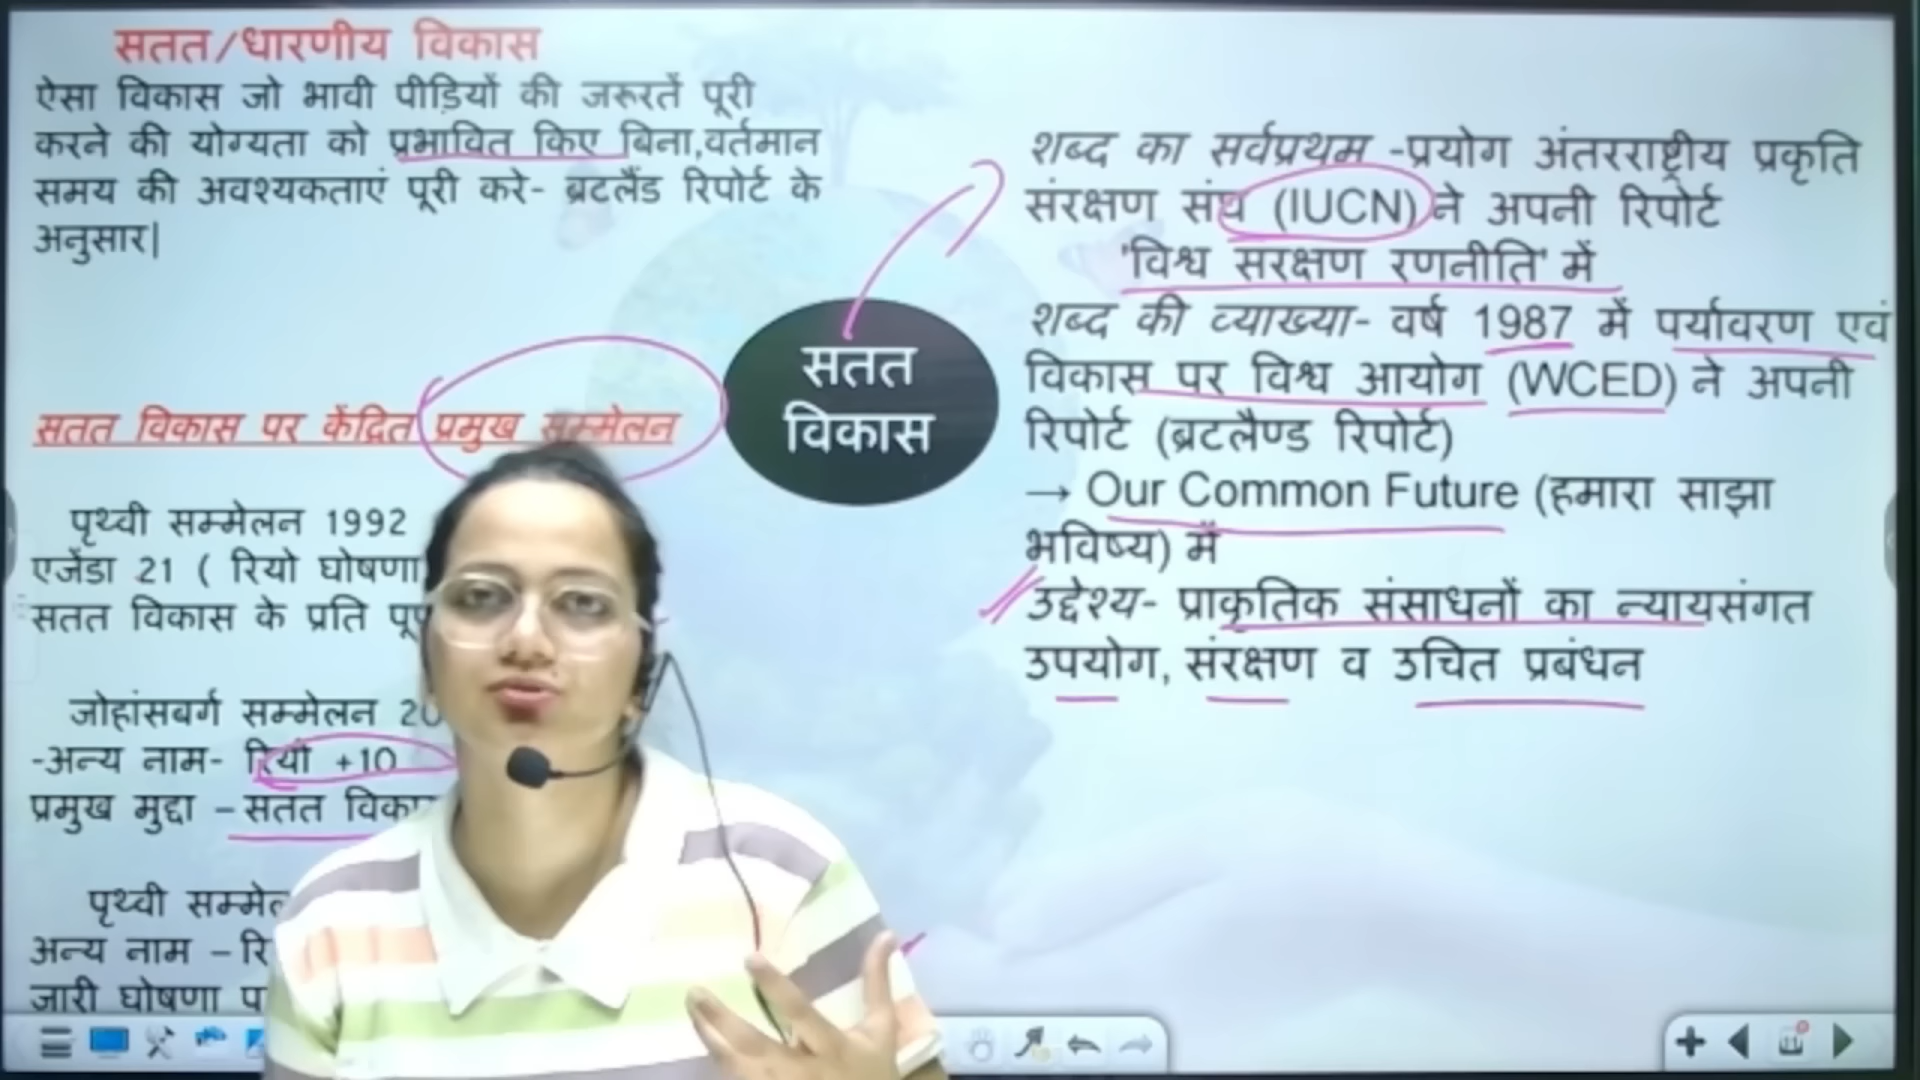 सतत/धारणीय विकास
ऐसा विकास जो भावी पीड़ियों की जरूरतें पूरी
करने की योग्यता को प्रभावित किए बिना,वर्तमान
समय की अवश्यकताएं पूरी करे- ब्रटलैंड रिपोर्ट के
अनुसार|
सतत विकास पर केंद्रित प्रमुख सम्मेलन
पृथ्वी सम्मेलन 1992
एजेंडा 21 ( रियो घोषणा
सतत विकास के प्रति
जोहांसबर्ग सम्मेलन
-अन्य नाम- रियो +10
प्रमुख मुद्दा – सतत
पृथ्वी
अन्य नाम –
जारी घोषणा
सतत
विकास
शब्द का सर्वप्रथम -प्रयोग अंतरराष्ट्रीय प्रकृति
संरक्षण संघ (IUCN) ने अपनी रिपोर्ट
'विश्व संरक्षण रणनीति' में
शब्द की व्याख्या- वर्ष 1987 में पर्यावरण एवं
विकास पर विश्व आयोग (WCED) ने अपनी
रिपोर्ट (ब्रटलैण्ड रिपोर्ट)
→ Our Common Future (हमारा साझा
भविष्य) में
उद्देश्य- प्राकृतिक संसाधनों का न्यायसंगत
उपयोग, संरक्षण व उचित प्रबंधन